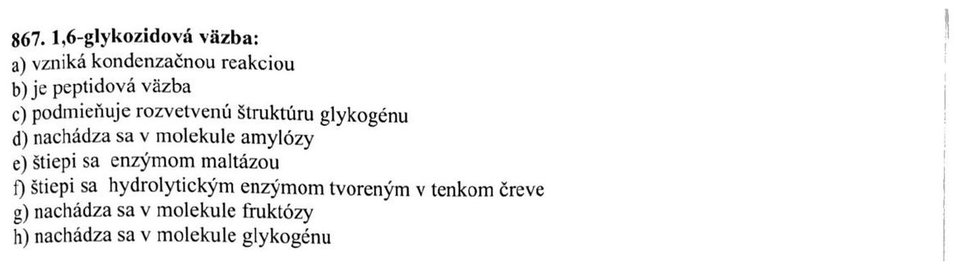 867. 1,6-glykozidová väzba:
a) vzniká kondenzačnou reakciou
b) je peptidová väzba
c) podmieňuje rozvetvenú štruktúru glykogénu
d) nachádza sa v molekule amylózy
e) štiepi sa enzýmom maltázou
f) štiepi sa hydrolytickým enzýmom tvoreným v tenkom čreve
g) nachádza sa v molekule fruktózy
h) nachádza sa v molekule glykogénu